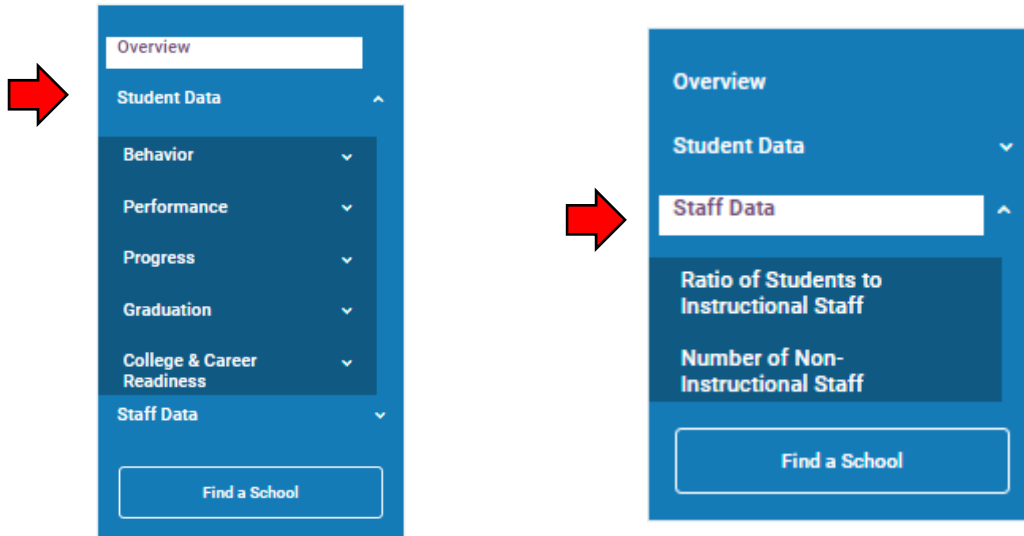 Overview
Student Data
Behavior
Performance
Progress
Graduation
College & Career
Readiness
Staff Data
Find a School
Overview
Student Data
Staff Data
Ratio of Students to
Instructional Staff
Number of Non-
Instructional Staff
Find a School